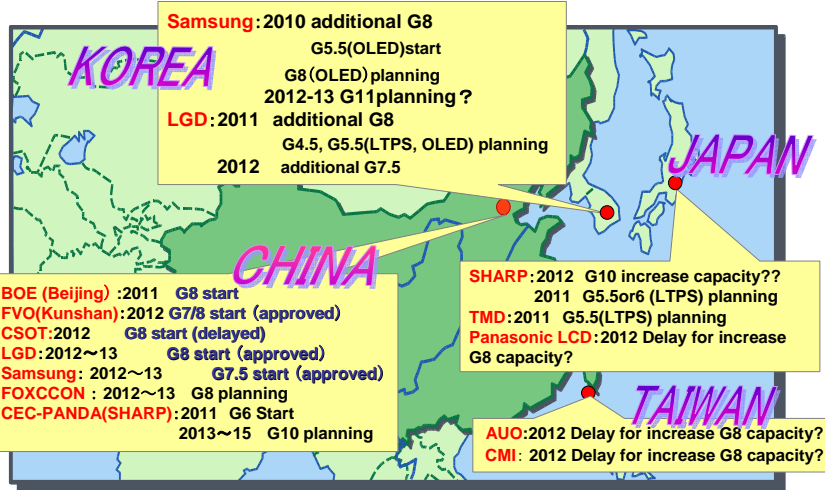 KOREA
Samsung:2010 additional G8
G5.5(OLED)start
G8(OLED)planning
2012-13 G11planning?
LGD:2011 additional G8
G4.5, G5.5(LTPS, OLED) planning
2012 additional G7.5
JAPAN
SHARP:2012 G10 increase capacity??
2011 G5.5or6 (LTPS) planning
TMD:2011 G5.5(LTPS) planning
Panasonic LCD:2012 Delay for increase
G8 capacity?
CHINA
BOE (Beijing) :2011 G8 start
FVO(Kunshan):2012 G7/8 start (approved)
CSOT:2012 G8 start (delayed)
LGD:2012~13 G8 start (approved)
Samsung: 2012~13 G7.5 start (approved)
FOXCCON : 2012~13 G8 planning
CEC-PANDA(SHARP):2011 G6 Start
2013~15 G10 planning
TAIWAN
AUO:2012 Delay for increase G8 capacity?
CMI: 2012 Delay for increase G8 capacity?